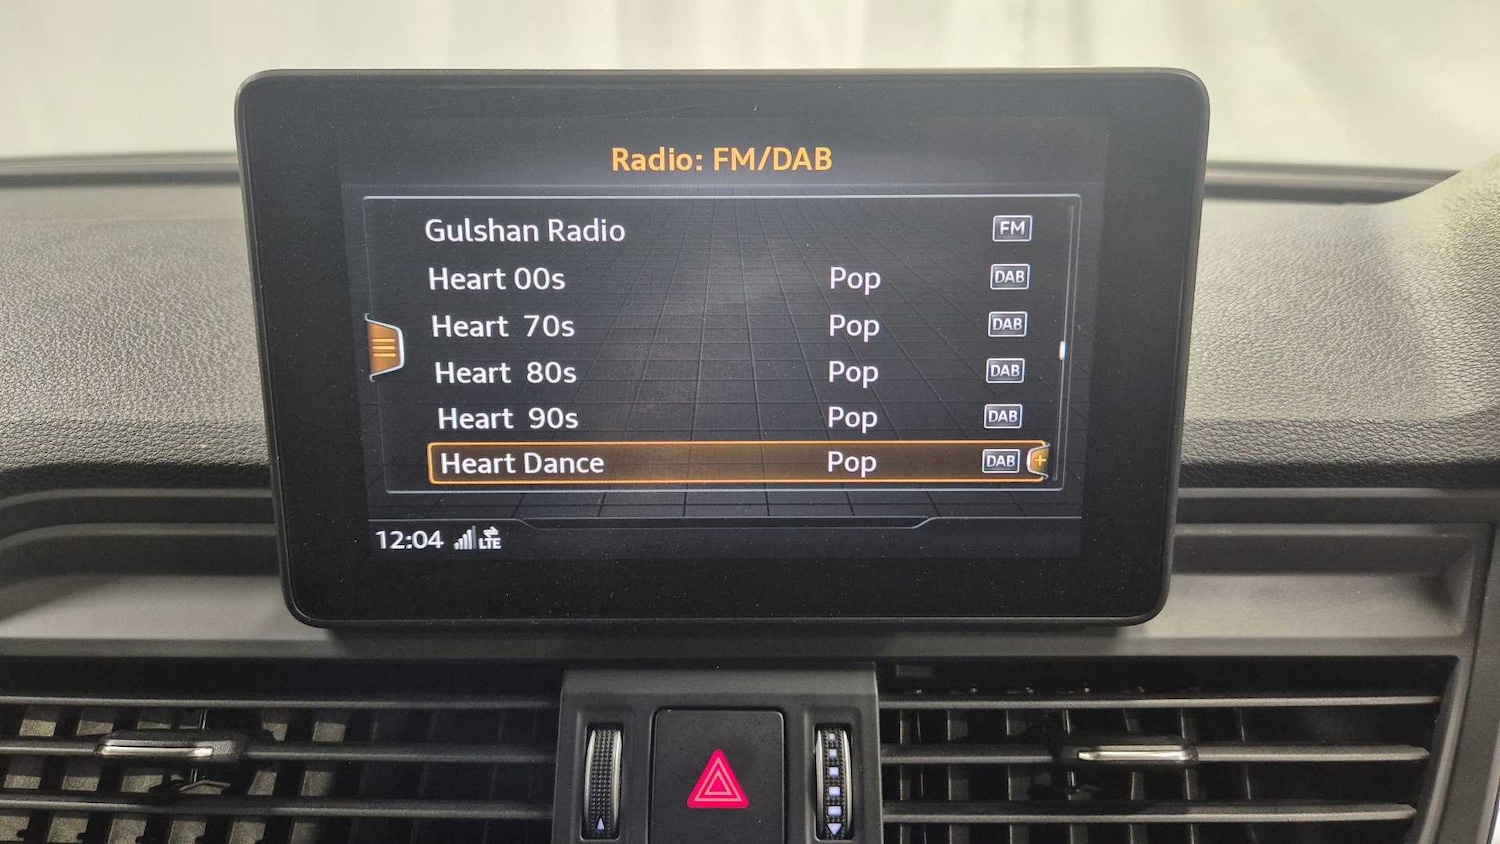 Radio: FM/DAB
Gulshan Radio FM
Heart 00s Pop DAB
Heart 70s Pop DAB
Heart 80s Pop DAB
Heart 90s Pop DAB
Heart Dance Pop DAB +
12:04 LTE